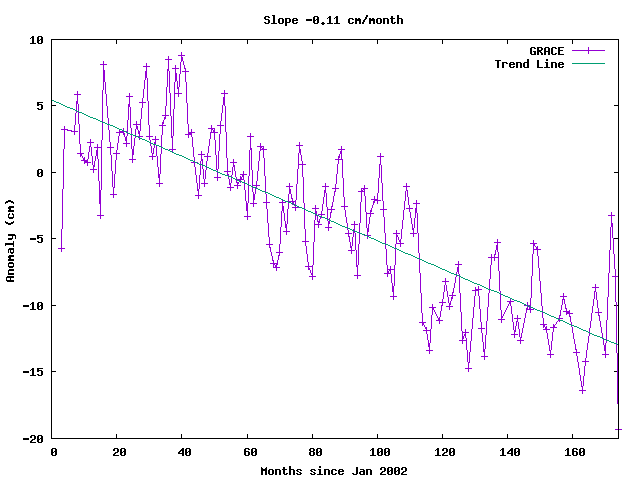 Slope -0.11 cm/month
GRACE
Trend Line
10
5
0
-5
-10
-15
-20
Anomaly (cm)
0 20 40 60 80 100 120 140 160
Months since Jan 2002